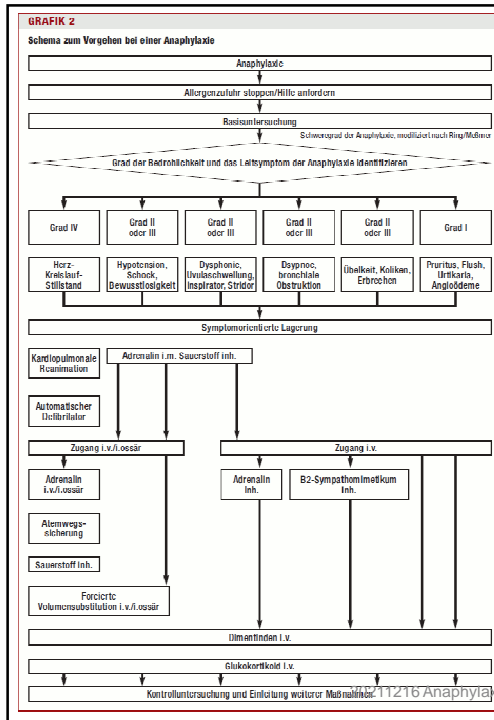 GRAFIK 2
Schema zum Vorgehen bei einer Anaphylaxie
Anaphylaxie
Allergenzufuhr stoppen/Hilfe anfordern
Basisuntersuchung
Schweregrad der Anaphylaxie, modifiziert nach Ring/Meßmer
Grad der Bedrohlichkeit und das Leitsymptom der Anaphylaxie identifizieren
Grad IV
Grad II
oder III
Grad II
oder III
Grad II
oder III
Grad II
oder III
Grad I
Herz-
Kreislauf-
Stillstand
Hypotension,
Schock,
Bewusstlosigkeit
Dysphonie,
Uvulaschwellung,
Inspirator, Stridor
Dsypnoe,
bronchiale
Obstruktion
Übelkeit, Koliken,
Erbrechen
Pruritus, Flush,
Urtikaria,
Angioödeme
Symptomorientierte Lagerung
Kardiopulmonale
Reanimation
Adrenalin i.m. Sauerstoff inh.
Automatischer
Defibrilator
Zugang i.v./i.ossär
Zugang i.v.
Adrenalin
i.v./i.ossär
Adrenalin
inh.
B2-Sympathomimetikum
inh.
Atemwegs-
sicherung
Sauerstoff inh.
Forcierte
Volumensubstitution i.v./i.ossär
Dimentinden i.v.
Glukokortikoid i.v.
Kontrolluntersuchung und Einleitung weiterer Maßnahmen
20211216 Anaphylax